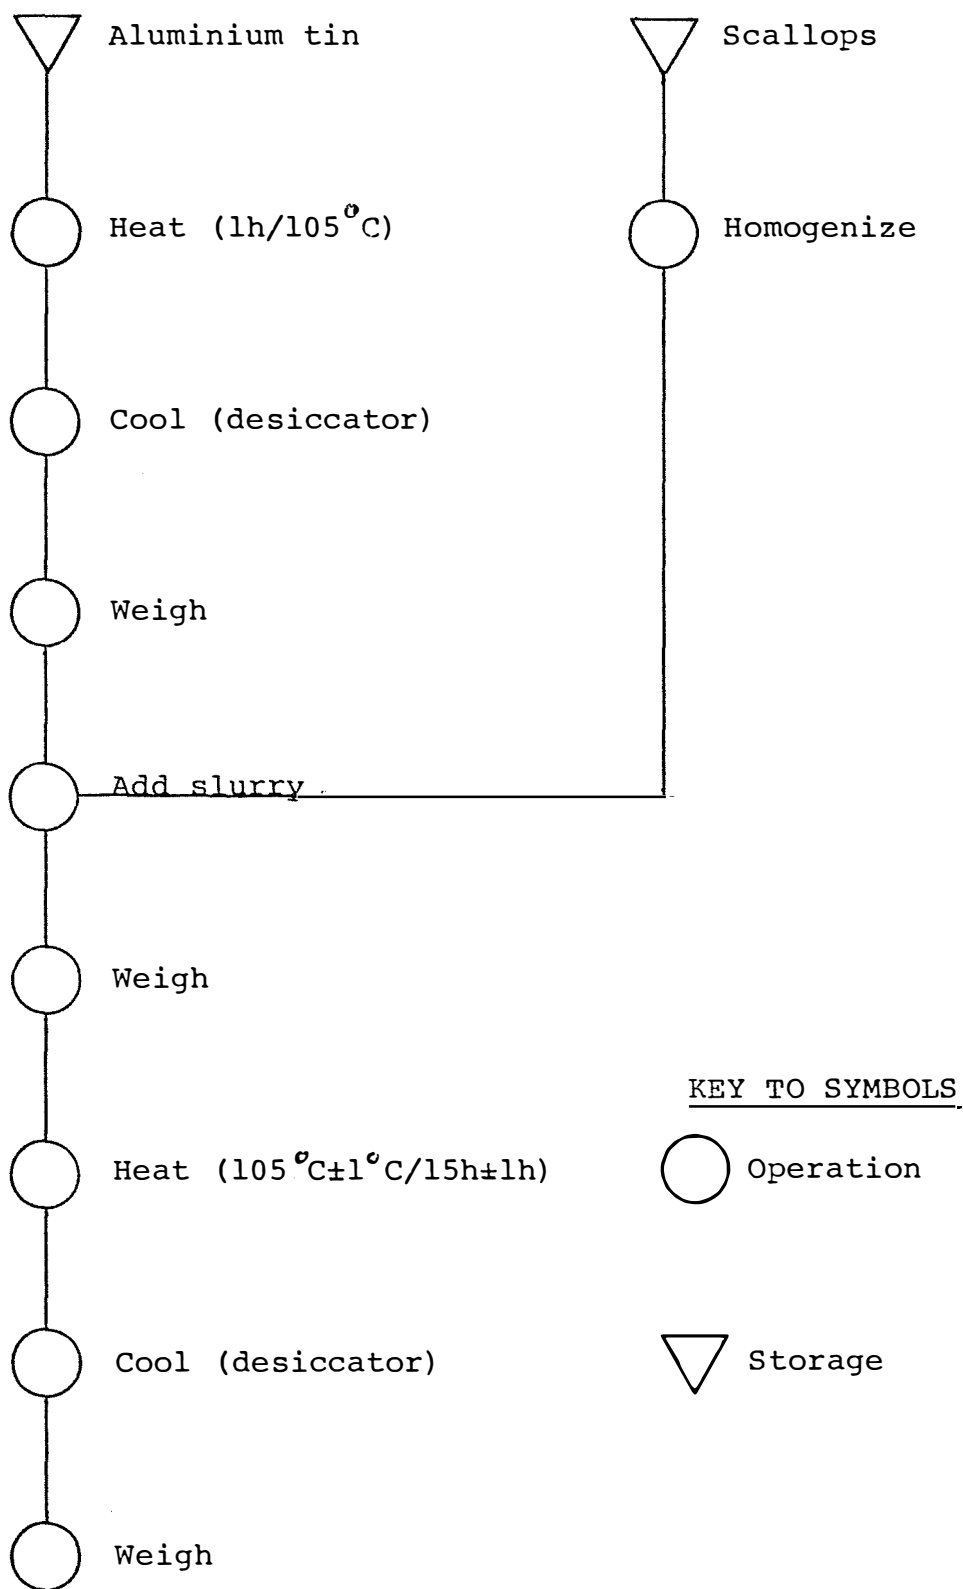 Aluminium tin
Scallops
Heat (1h/105°C)
Homogenize
Cool (desiccator)
Weigh
Add slurry
Weigh
KEY TO SYMBOLS
Heat (105°C±1°C/15h±1h)
Operation
Cool (desiccator)
Storage
Weigh